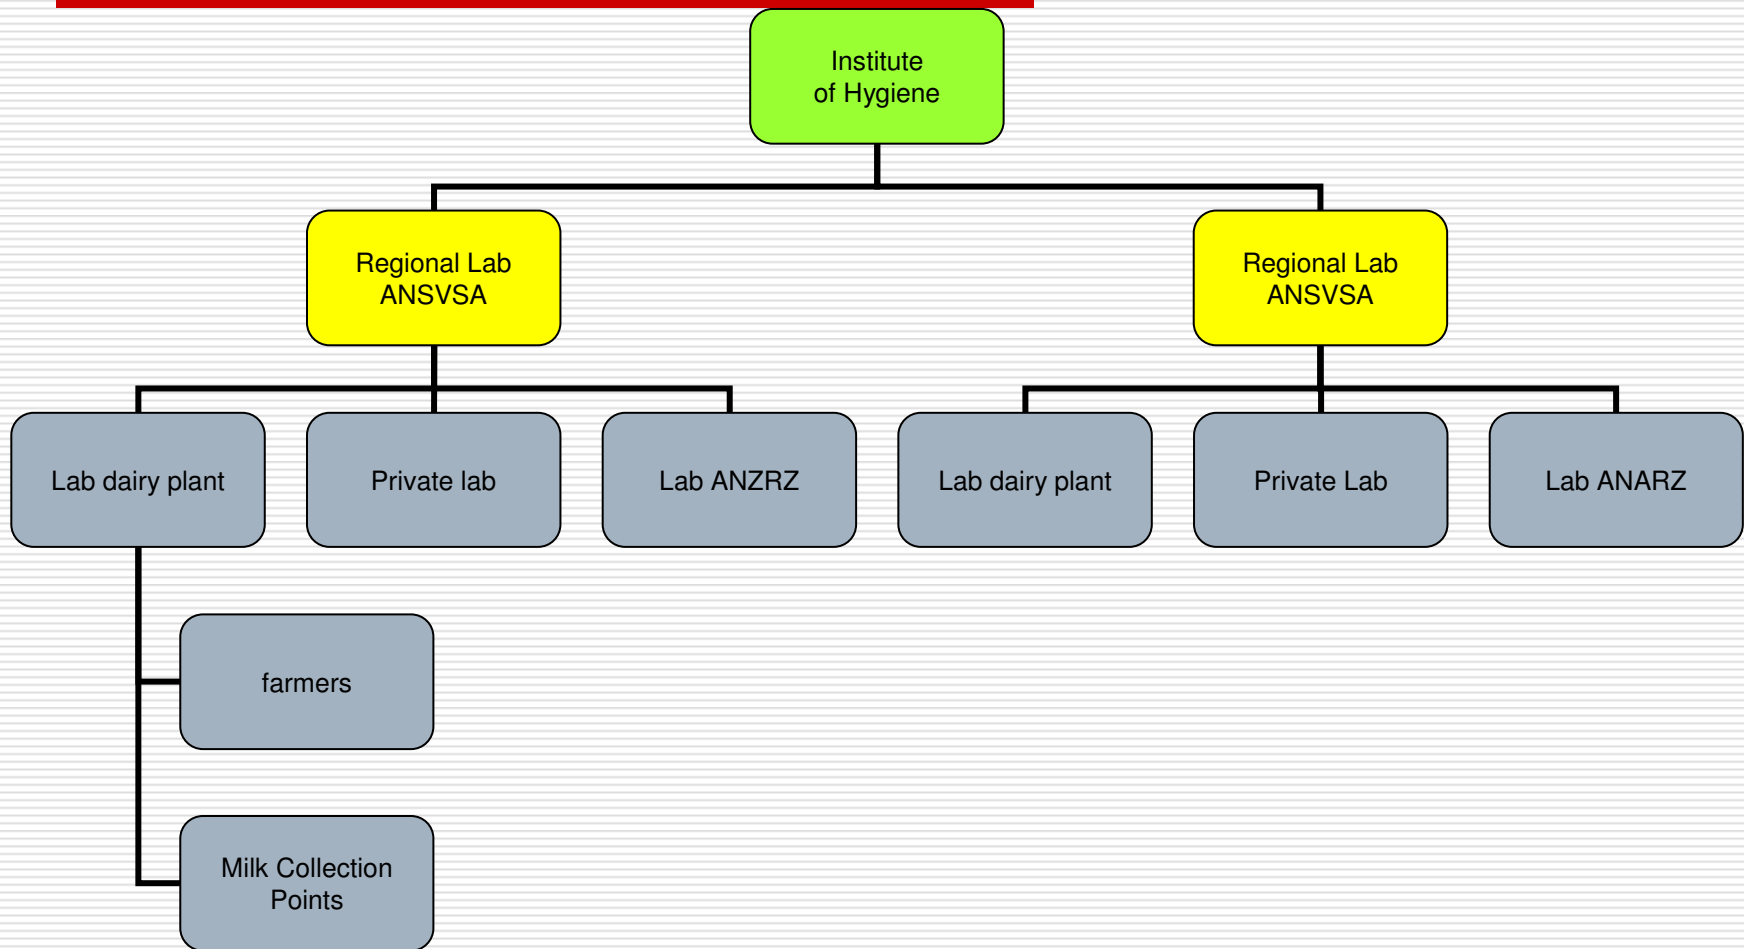 Institute
of Hygiene
Regional Lab
ANSVSA
Regional Lab
ANSVSA
Lab dairy plant
Private lab
Lab ANZRZ
Lab dairy plant
Private Lab
Lab ANARZ
farmers
Milk Collection
Points